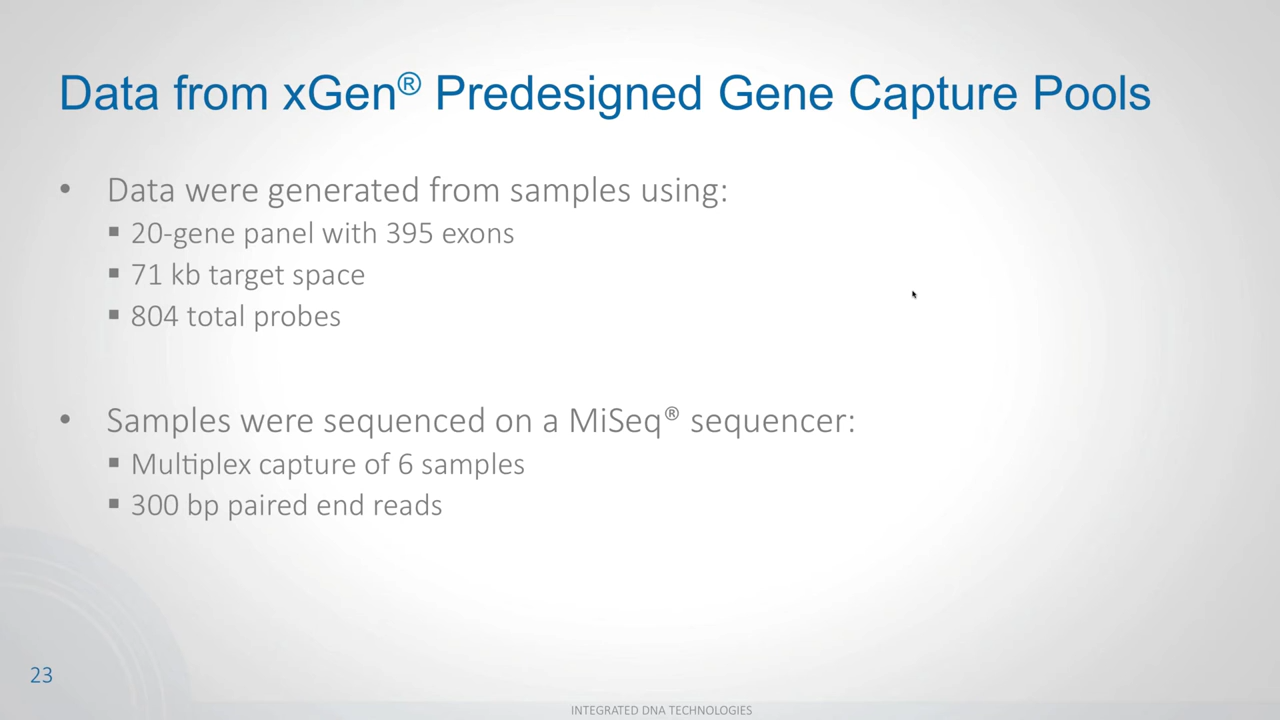 Data from xGen® Predesigned Gene Capture Pools
• Data were generated from samples using:
▪ 20-gene panel with 395 exons
▪ 71 kb target space
▪ 804 total probes
• Samples were sequenced on a MiSeq® sequencer:
▪ Multiplex capture of 6 samples
▪ 300 bp paired end reads
23
INTEGRATED DNA TECHNOLOGIES